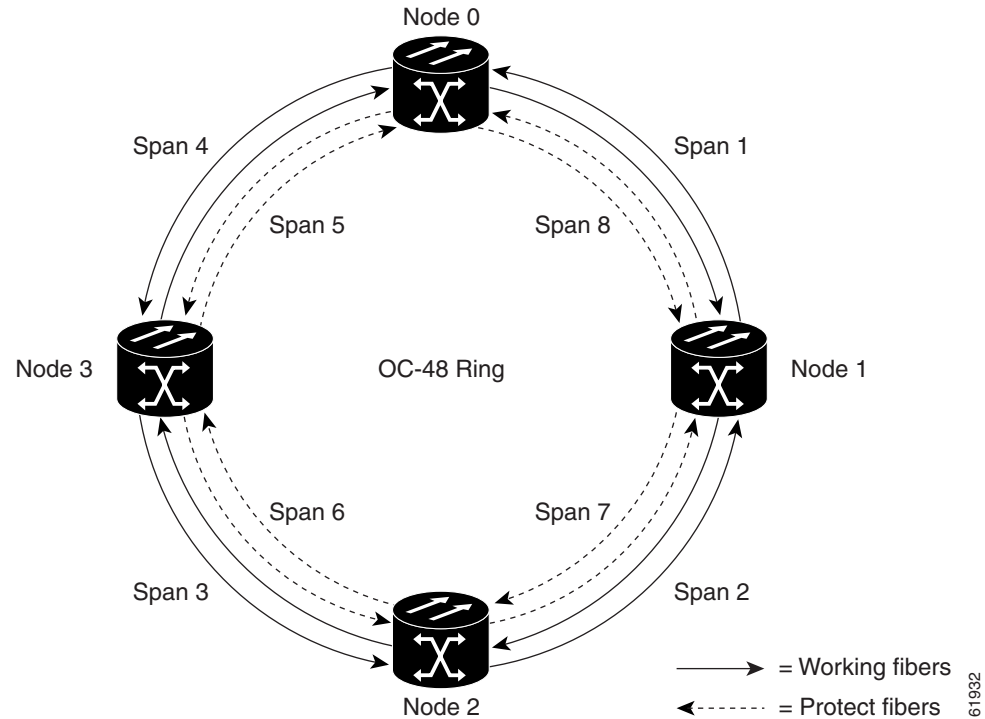 Node 0
Span 4
Span 1
Span 5
Span 8
Node 3
OC-48 Ring
Node 1
Span 6
Span 7
Span 3
Span 2
Node 2
= Working fibers
= Protect fibers
61932